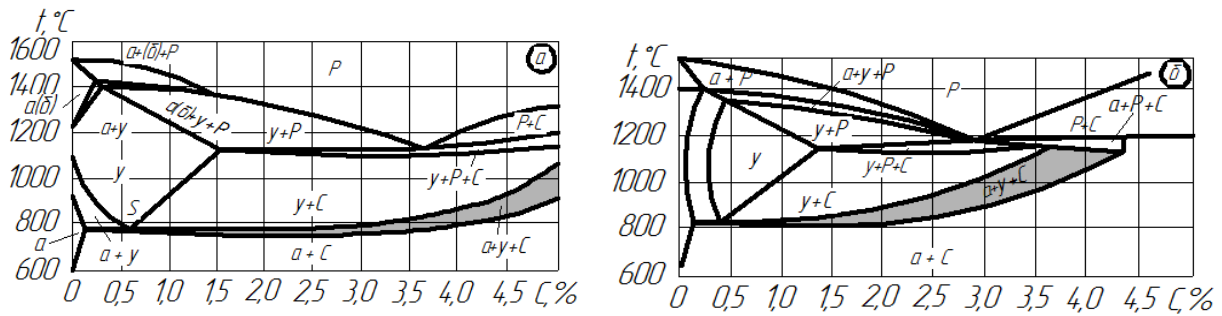 t,°C
1600
1400
1200
1000
800
600
0
0,5
1,0
1,5
2,0
2,5
3,0
3,5
4,0
4,5
C,%
а
а+(б)+Р
Р
а(б)
а+у
а(б)+у+Р
у+Р
Р+С
у
у+Р+С
S
у+С
а
а + у
а + С
а+у+С
t,°C
1400
1200
1000
800
600
0
0,5
1,0
1,5
2,0
2,5
3,0
3,5
4,0
4,5
C,%
б
а+Р
а+у+Р
Р
а+Р+С
у+Р
Р+С
у
у+Р+С
а+у+С
у+С
а + С